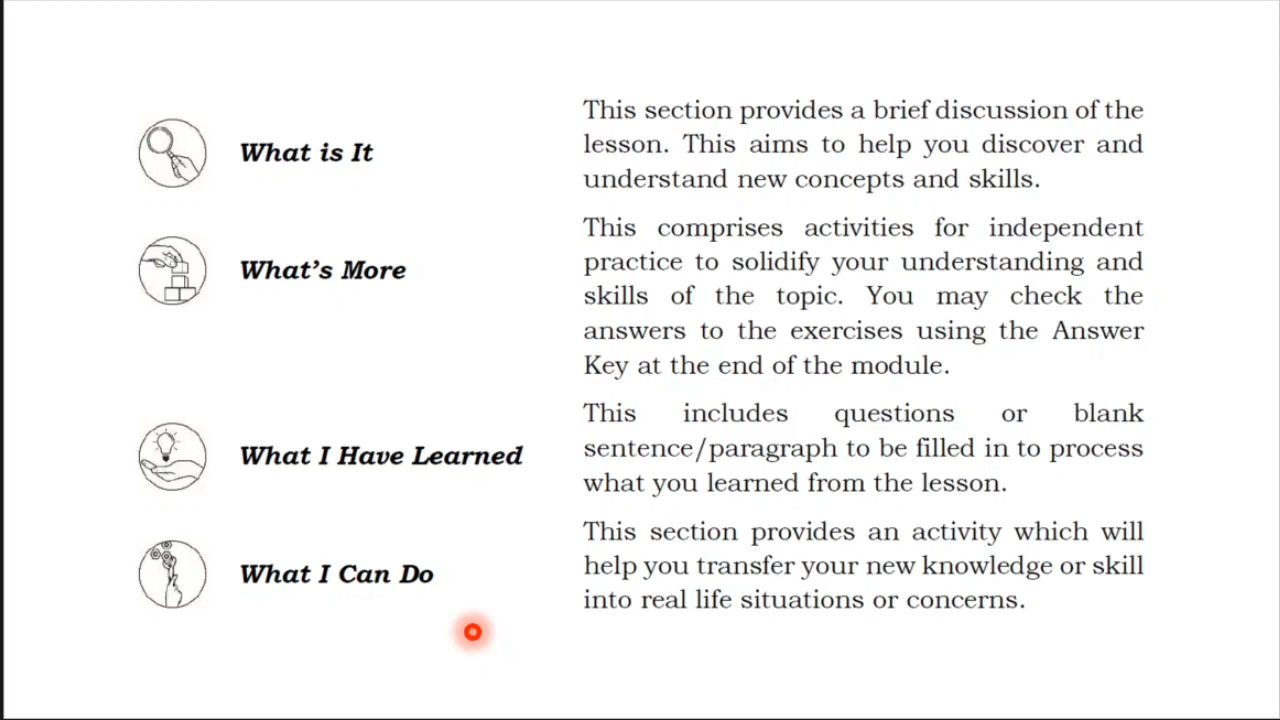 What is It
This section provides a brief discussion of the
lesson. This aims to help you discover and
understand new concepts and skills.
What's More
This comprises activities for independent
practice to solidify your understanding and
skills of the topic. You may check the
answers to the exercises using the Answer
Key at the end of the module.
What I Have Learned
This includes questions or blank
sentence/paragraph to be filled in to process
what you learned from the lesson.
What I Can Do
This section provides an activity which will
help you transfer your new knowledge or skill
into real life situations or concerns.